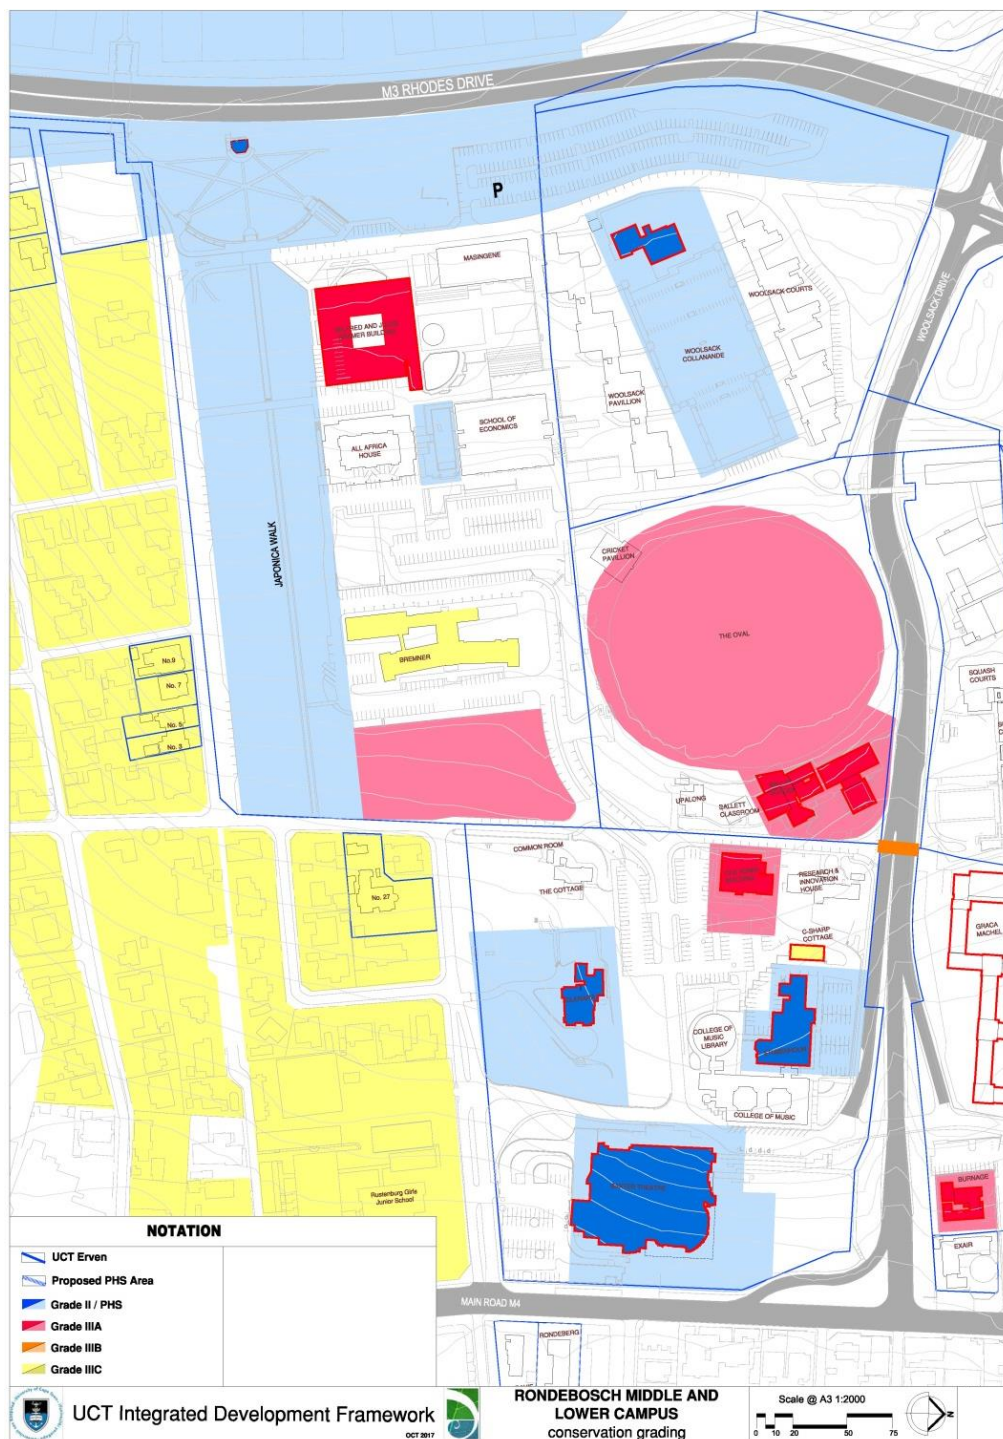 M3 RHODES DRIVE
P
MASINGENE
WOOLSACK COURTS
WOOLSACK DRIVE
WOOLSACK
COLLANANDE
WOOLSACK
PAVILLION
SCHOOL OF
ECONOMICS
ALL AFRICA
HOUSE
JAPONICA WALK
CRICKET
PAVILLION
THE OVAL
BREMNER
No.9
No. 7
No. 5
No. 3
SQUASH
COURTS
UPALONG
BALLETT
CLASSROOM
COMMON ROOM
THE COTTAGE
RESEARCH &
INNOVATION
HOUSE
No. 27
GRACA
MACHEL
C-SHARP
COTTAGE
COLLEGE OF
MUSIC
LIBRARY
COLLEGE OF MUSIC
BURNAGE
Rustenburg Girls
Junior School
EXAIR
MAIN ROAD M4
RONDEBERG
NOTATION
UCT Erven
Proposed PHS Area
Grade II / PHS
Grade IIIA
Grade IIIB
Grade IIIC
UCT Integrated Development Framework
OCT 2017
RONDEBOSCH MIDDLE AND
LOWER CAMPUS
conservation grading
Scale @ A3 1:2000
0 10 20 50 75
N